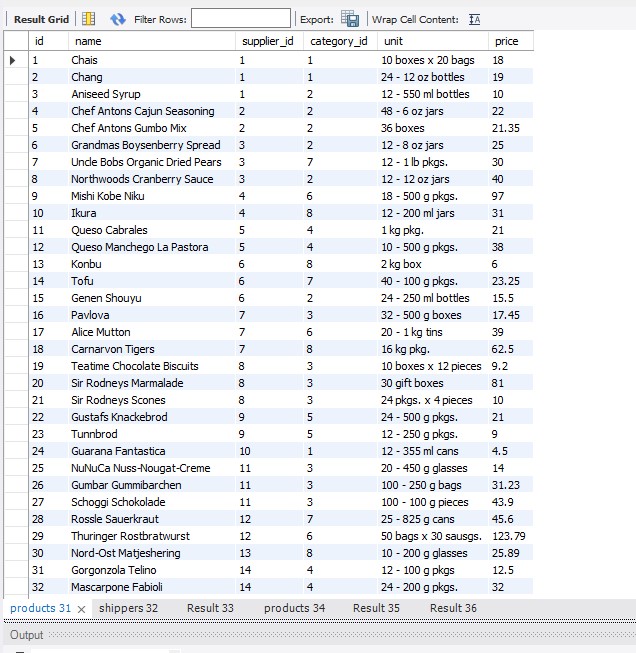 Result Grid Filter Rows: Export: Wrap Cell Content:
id name supplier_id category_id unit price
1 Chais 1 1 10 boxes x 20 bags 18
2 Chang 1 1 24 - 12 oz bottles 19
3 Aniseed Syrup 1 2 12 - 550 ml bottles 10
4 Chef Antons Cajun Seasoning 2 2 48 - 6 oz jars 22
5 Chef Antons Gumbo Mix 2 2 36 boxes 21.35
6 Grandmas Boysenberry Spread 3 2 12 - 8 oz jars 25
7 Uncle Bobs Organic Dried Pears 3 7 12 - 1 lb pkgs. 30
8 Northwoods Cranberry Sauce 3 2 12 - 12 oz jars 40
9 Mishi Kobe Niku 4 6 18 - 500 g pkgs. 97
10 Ikura 4 8 12 - 200 ml jars 31
11 Queso Cabrales 5 4 1 kg pkg. 21
12 Queso Manchego La Pastora 5 4 10 - 500 g pkgs. 38
13 Konbu 6 8 2 kg box 6
14 Tofu 6 7 40 - 100 g pkgs. 23.25
15 Genen Shouyu 6 2 24 - 250 ml bottles 15.5
16 Pavlova 7 3 32 - 500 g boxes 17.45
17 Alice Mutton 7 6 20 - 1 kg tins 39
18 Carnarvon Tigers 7 8 16 kg pkg. 62.5
19 Teatime Chocolate Biscuits 8 3 10 boxes x 12 pieces 9.2
20 Sir Rodneys Marmalade 8 3 30 gift boxes 81
21 Sir Rodneys Scones 8 3 24 pkgs. x 4 pieces 10
22 Gustafs Knackebrod 9 5 24 - 500 g pkgs. 21
23 Tunnbrod 9 5 12 - 250 g pkgs. 9
24 Guarana Fantastica 10 1 12 - 355 ml cans 4.5
25 NuNuCa Nuss-Nougat-Creme 11 3 20 - 450 g glasses 14
26 Gumbar Gummibarchen 11 3 100 - 250 g bags 31.23
27 Schoggi Schokolade 11 3 100 - 100 g pieces 43.9
28 Rossle Sauerkraut 12 7 25 - 825 g cans 45.6
29 Thuringer Rostbratwurst 12 6 50 bags x 30 sausgs. 123.79
30 Nord-Ost Matjeshering 13 8 10 - 200 g glasses 25.89
31 Gorgonzola Telino 14 4 12 - 100 g pkgs 12.5
32 Mascarpone Fabioli 14 4 24 - 200 g pkgs. 32
products 31 shippers 32 Result 33 products 34 Result 35 Result 36
Output